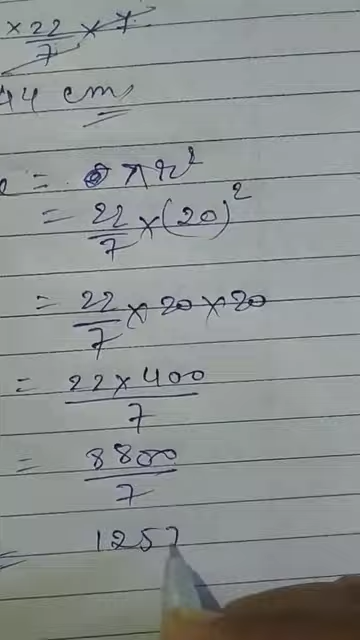 × 22/7 × 7
44 cm
= πr²
= 22/7 × (20)²
= 22/7 × 20 × 20
= 22 × 400/7
= 8800/7
= 1257